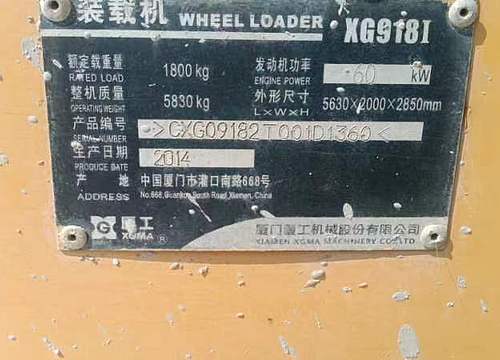 装载机 WHEEL LOADER XG918I
额定载重量 1800kg 发动机功率 60 kW
RATED LOAD ENGINE POWER
整机质量 5830kg 外形尺寸 5630×2000×2850mm
OPERATING WEIGHT L×W×H
产品编号 >CXG09182T001D1360<
SERIAL NUMBER
生产日期 2014
PRODUCE DATE
产 地 中国厦门市灌口南路668号
ADDRESS No.668,Guankou South Road,Xiamen,China
厦工 XGMA ® 厦门厦工机械股份有限公司
XIAMEN XGMA MACHINERY CO.,LTD